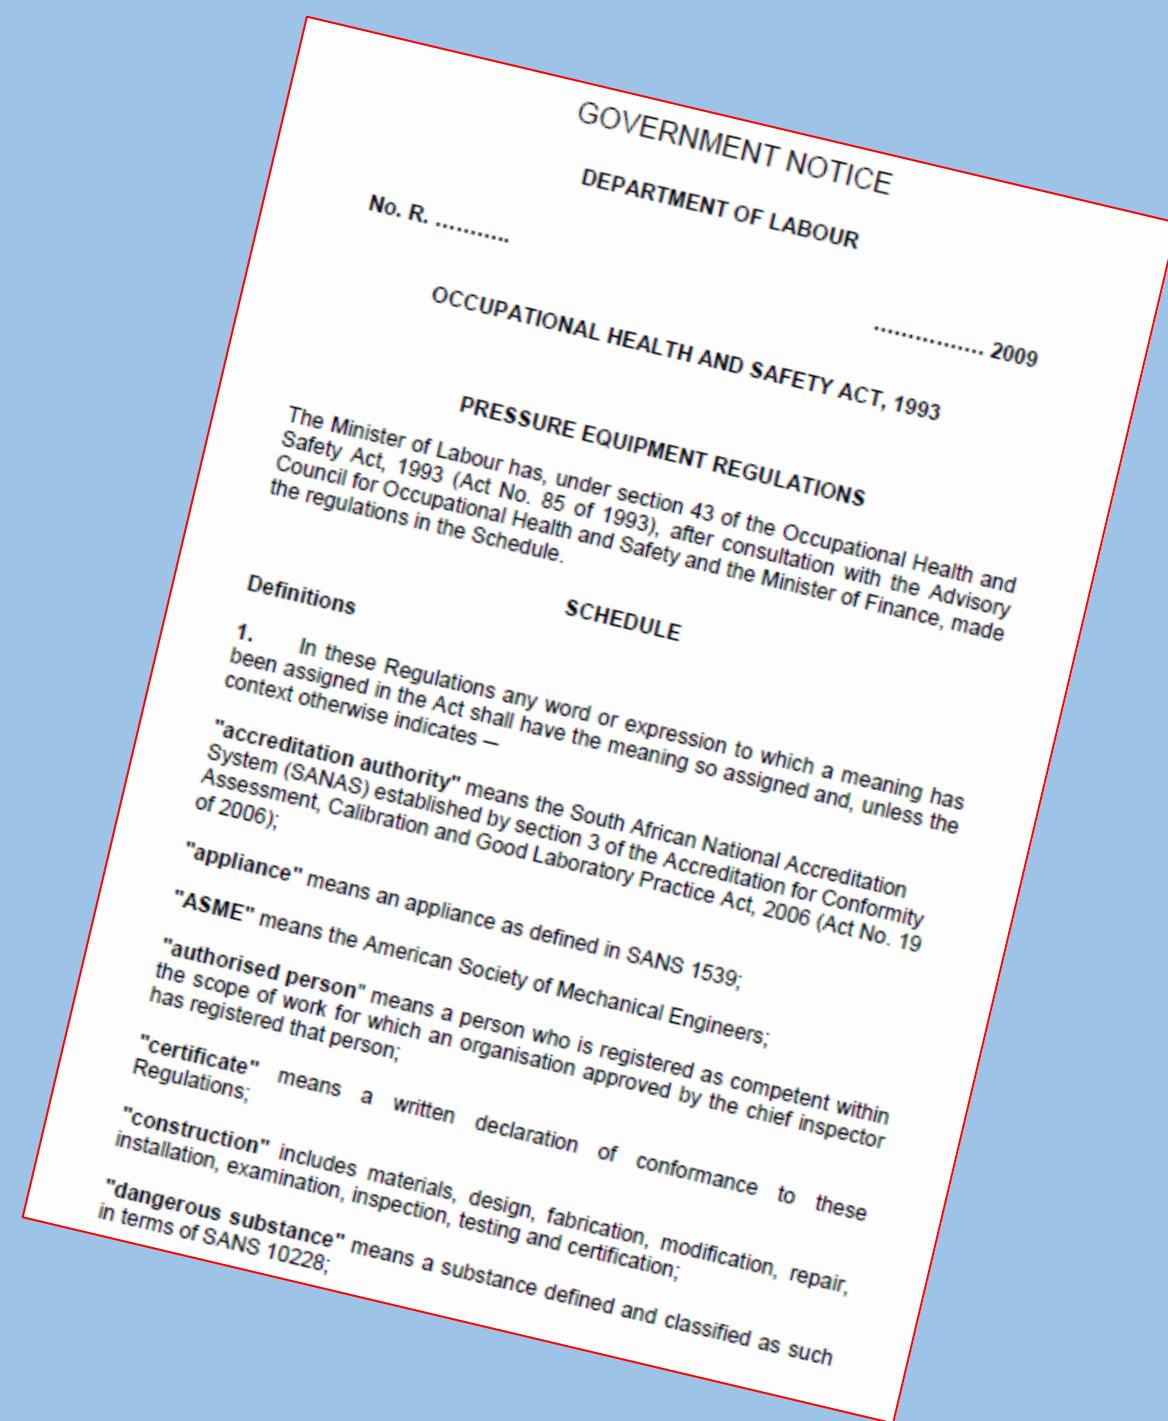 GOVERNMENT NOTICE
DEPARTMENT OF LABOUR
No. R. ...........
................ 2009
OCCUPATIONAL HEALTH AND SAFETY ACT, 1993
PRESSURE EQUIPMENT REGULATIONS
The Minister of Labour has, under section 43 of the Occupational Health and
Safety Act, 1993 (Act No. 85 of 1993), after consultation with the Advisory
Council for Occupational Health and Safety and the Minister of Finance, made
the regulations in the Schedule.
SCHEDULE
Definitions
1. In these Regulations any word or expression to which a meaning has
been assigned in the Act shall have the meaning so assigned and, unless the
context otherwise indicates –
"accreditation authority" means the South African National Accreditation
System (SANAS) established by section 3 of the Accreditation for Conformity
Assessment, Calibration and Good Laboratory Practice Act, 2006 (Act No. 19
of 2006);
"appliance" means an appliance as defined in SANS 1539;
"ASME" means the American Society of Mechanical Engineers;
"authorised person" means a person who is registered as competent within
the scope of work for which an organisation approved by the chief inspector
has registered that person;
"certificate" means a written declaration of conformance to these
Regulations;
"construction" includes materials, design, fabrication, modification, repair,
installation, examination, inspection, testing and certification;
"dangerous substance" means a substance defined and classified as such
in terms of SANS 10228;